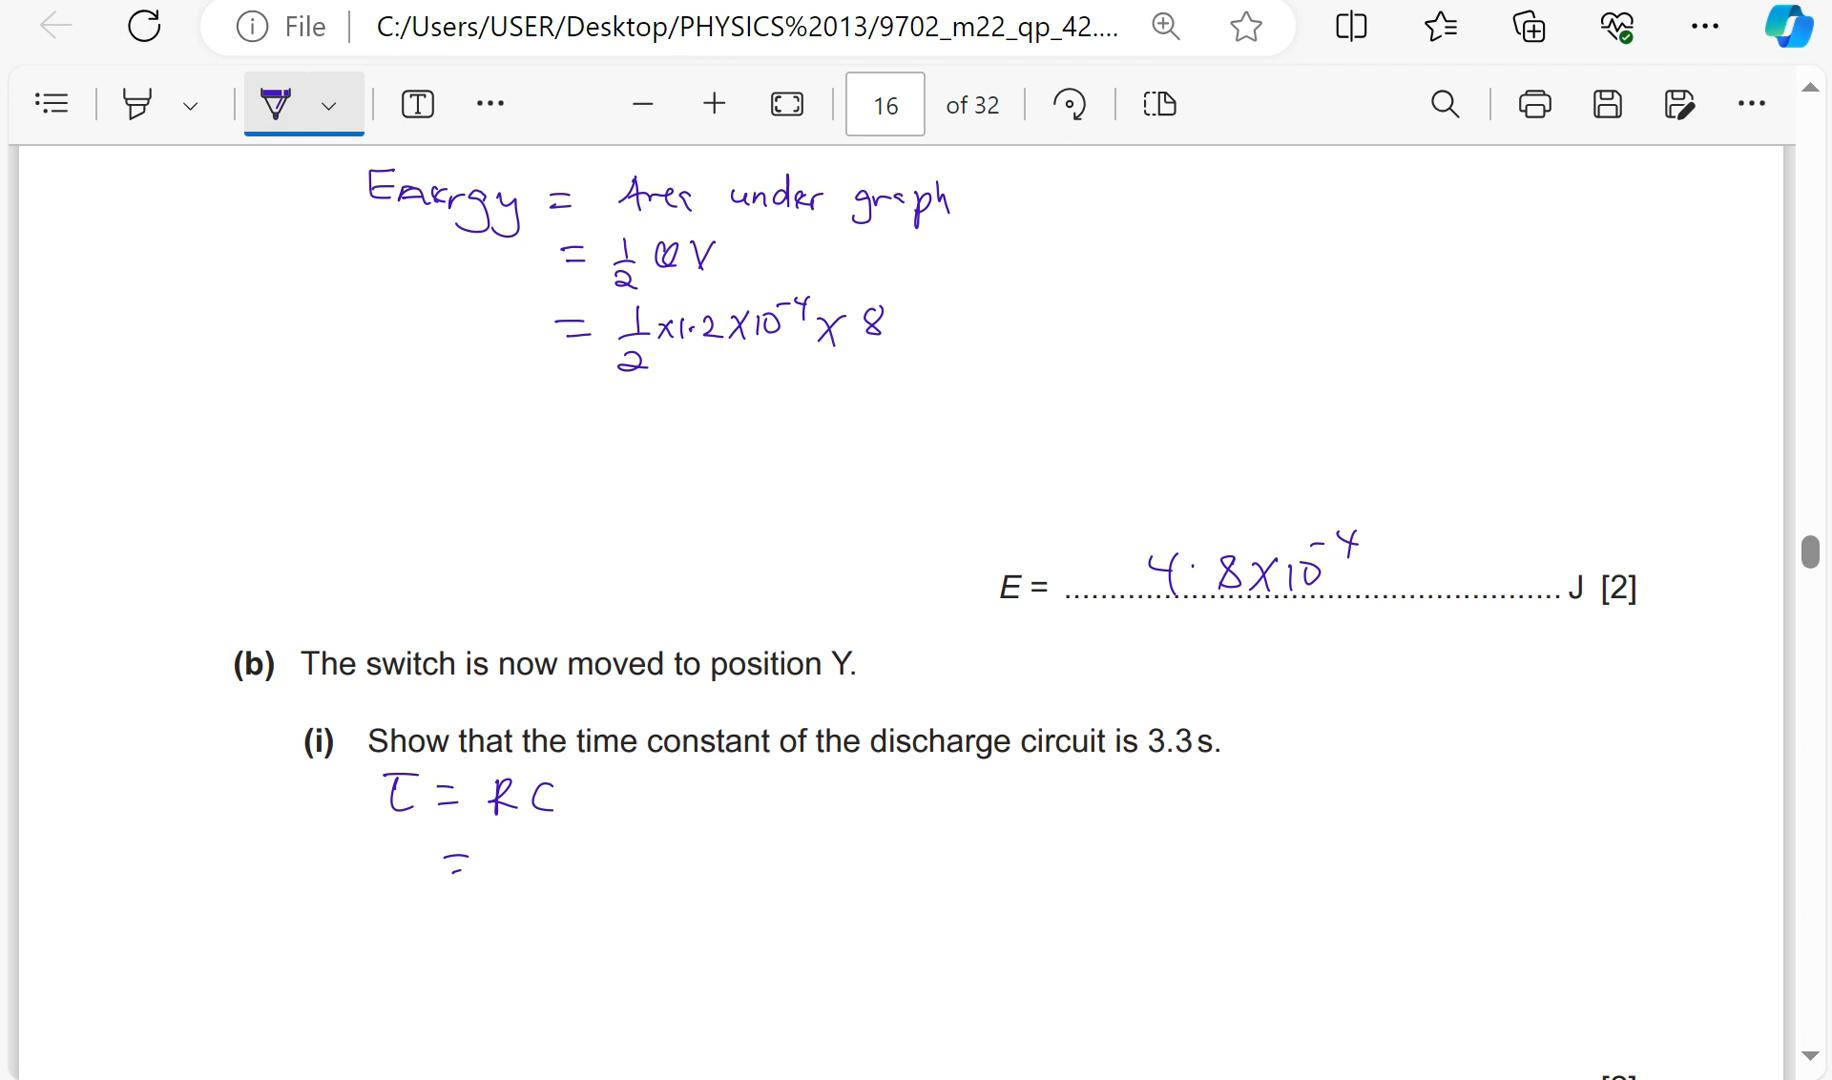 File C:/Users/USER/Desktop/PHYSICS%2013/9702_m22_qp_42....
16 of 32
Energy = Area under graph
= 1/2 QV
= 1/2 x1.2x10^-4 x 8
E = 4.8x10^-4 J [2]
(b) The switch is now moved to position Y.
(i) Show that the time constant of the discharge circuit is 3.3 s.
τ = RC
=